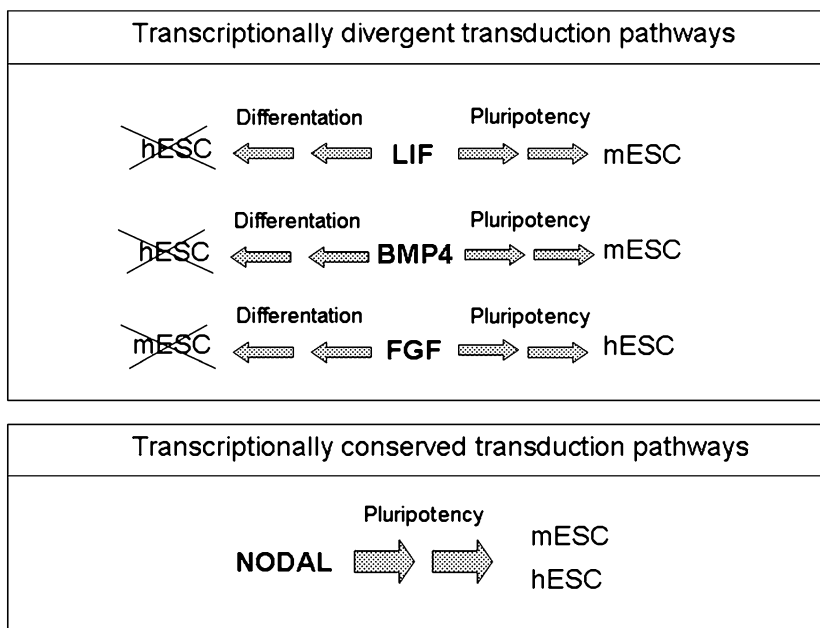 Transcriptionally divergent transduction pathways
Differentation Pluripotency
hESC LIF mESC
Differentation Pluripotency
hESC BMP4 mESC
Differentation Pluripotency
mESC FGF hESC
Transcriptionally conserved transduction pathways
Pluripotency
NODAL mESC
hESC